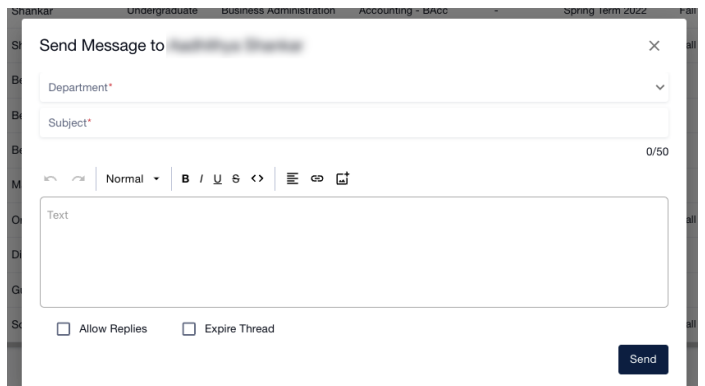 Shankar Undergraduate Business Administration Accounting - BAcc - Spring Term 2022 Fall
Send Message to
Department*
Subject*
0/50
Normal B I U S <>
Text
Allow Replies Expire Thread
Send